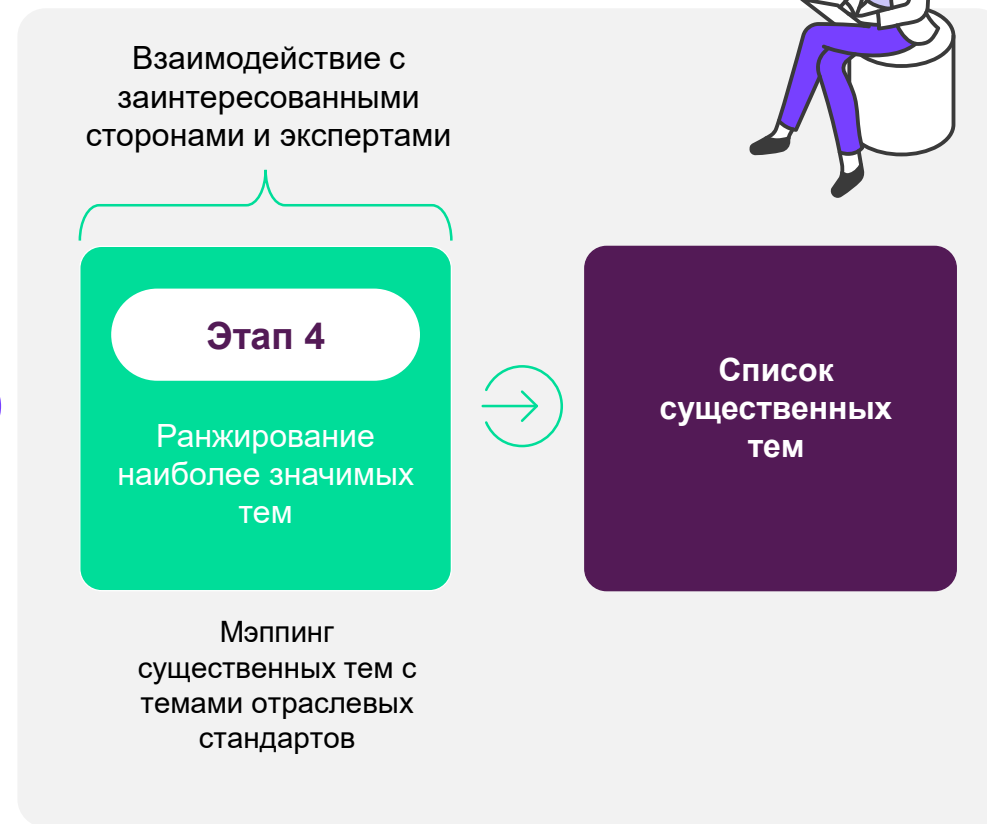 Взаимодействие с
заинтересованными
сторонами и экспертами
Этап 4
Ранжирование
наиболее значимых
тем
Список
существенных
тем
Мэппинг
существенных тем с
темами отраслевых
стандартов